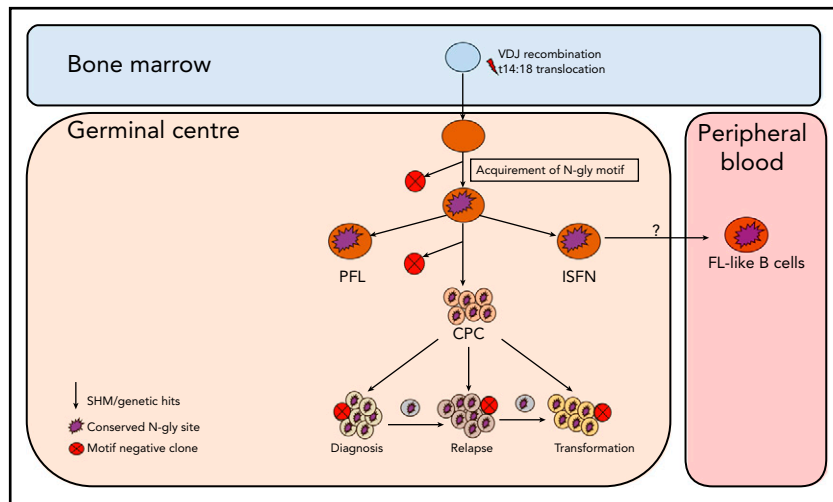 Bone marrow
VDJ recombination
t14:18 translocation
Germinal centre
Peripheral
blood
Acquirement of N-gly motif
?
PFL
ISFN
FL-like B cells
CPC
SHM/genetic hits
Conserved N-gly site
Motif negative clone
Diagnosis
Relapse
Transformation